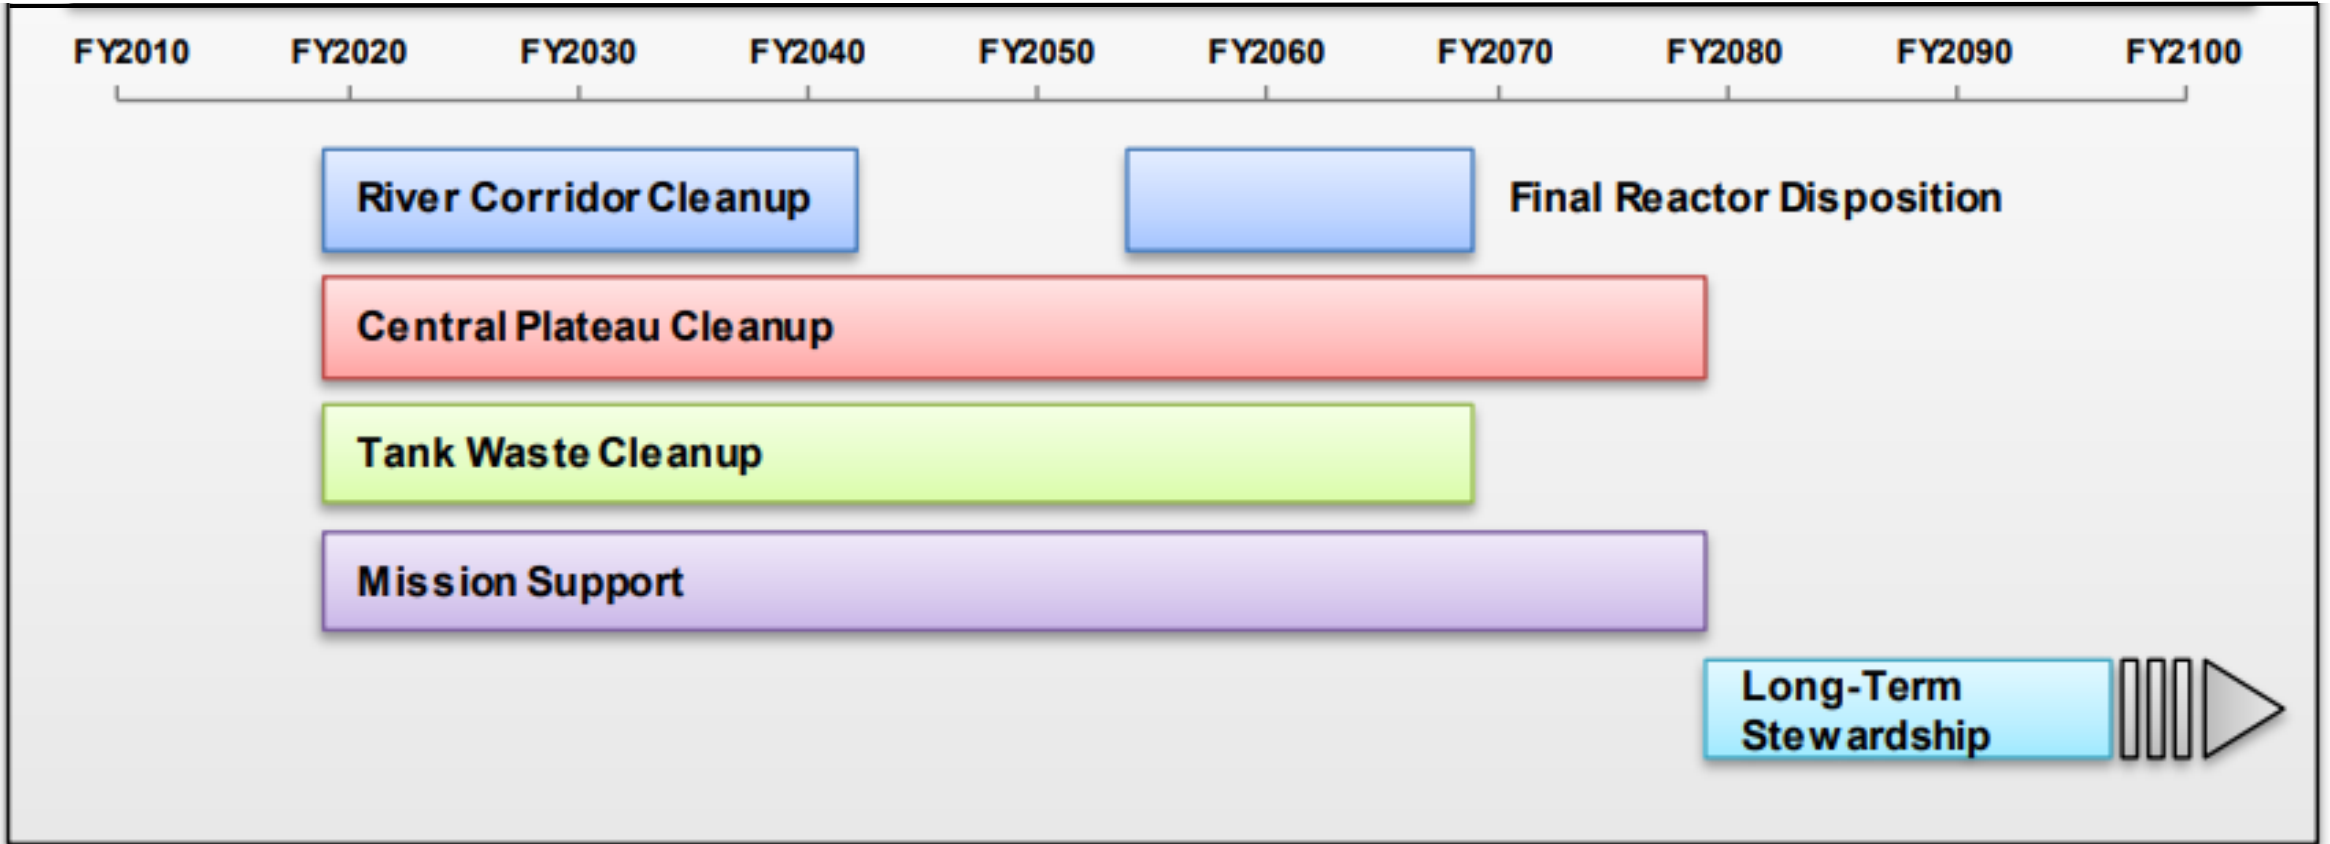 FY2010 FY2020 FY2030 FY2040 FY2050 FY2060 FY2070 FY2080 FY2090 FY2100
River Corridor Cleanup
Final Reactor Disposition
Central Plateau Cleanup
Tank Waste Cleanup
Mission Support
Long-Term
Stewardship